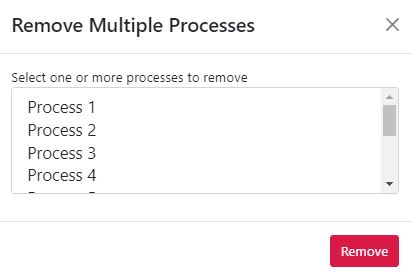 Remove Multiple Processes
Select one or more processes to remove
Process 1
Process 2
Process 3
Process 4
Remove